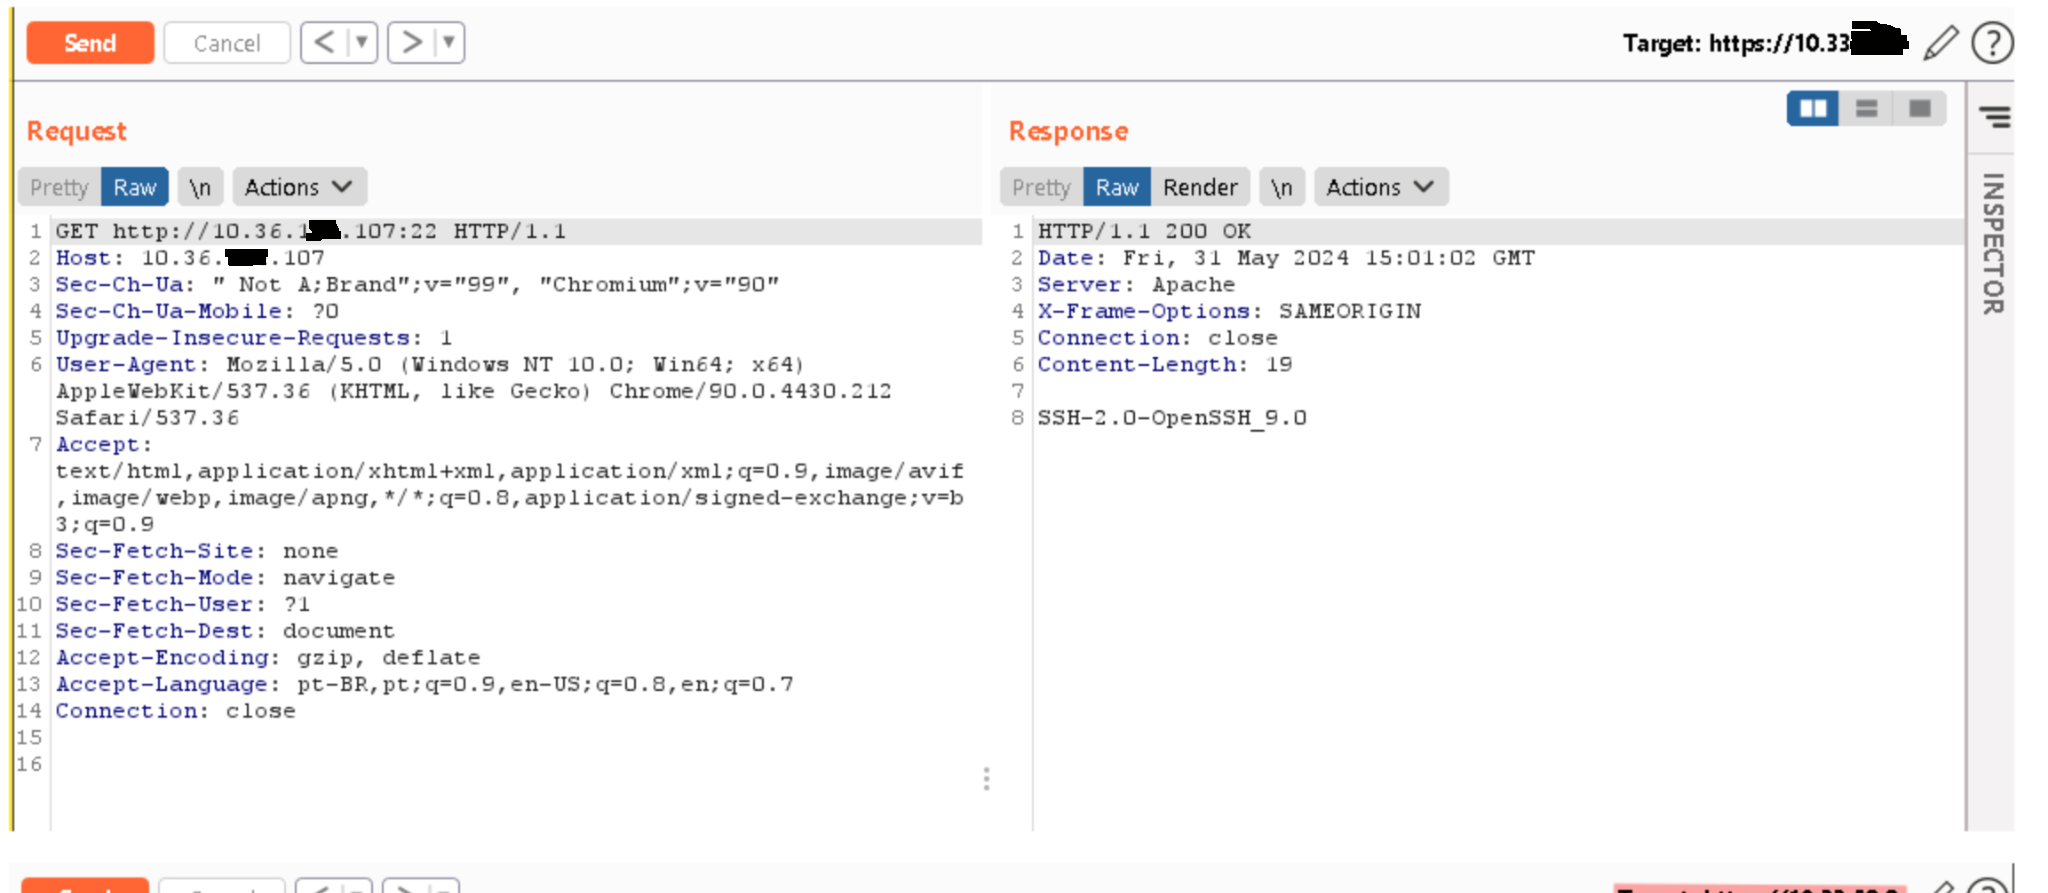 Send Cancel < ▼ > ▼ Target: https://10.33 ?
Request
Pretty Raw \n Actions
1 GET http://10.36.1 .107:22 HTTP/1.1
2 Host: 10.36. .107
3 Sec-Ch-Ua: " Not A;Brand";v="99", "Chromium";v="90"
4 Sec-Ch-Ua-Mobile: ?0
5 Upgrade-Insecure-Requests: 1
6 User-Agent: Mozilla/5.0 (Windows NT 10.0; Win64; x64)
AppleWebKit/537.36 (KHTML, like Gecko) Chrome/90.0.4430.212
Safari/537.36
7 Accept:
text/html,application/xhtml+xml,application/xml;q=0.9,image/avif
,image/webp,image/apng,*/*;q=0.8,application/signed-exchange;v=b
3;q=0.9
8 Sec-Fetch-Site: none
9 Sec-Fetch-Mode: navigate
10 Sec-Fetch-User: ?1
11 Sec-Fetch-Dest: document
12 Accept-Encoding: gzip, deflate
13 Accept-Language: pt-BR,pt;q=0.9,en-US;q=0.8,en;q=0.7
14 Connection: close
15
16
Response
Pretty Raw Render \n Actions
1 HTTP/1.1 200 OK
2 Date: Fri, 31 May 2024 15:01:02 GMT
3 Server: Apache
4 X-Frame-Options: SAMEORIGIN
5 Connection: close
6 Content-Length: 19
7
8 SSH-2.0-OpenSSH_9.0
INSPECTOR